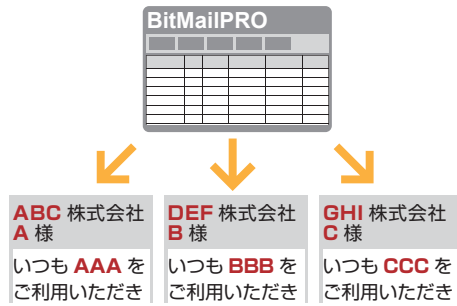 BitMailPRO
ABC 株式会社
A 様
いつも AAA を
ご利用いただき
DEF 株式会社
B 様
いつも BBB を
ご利用いただき
GHI 株式会社
C 様
いつも CCC を
ご利用いただき